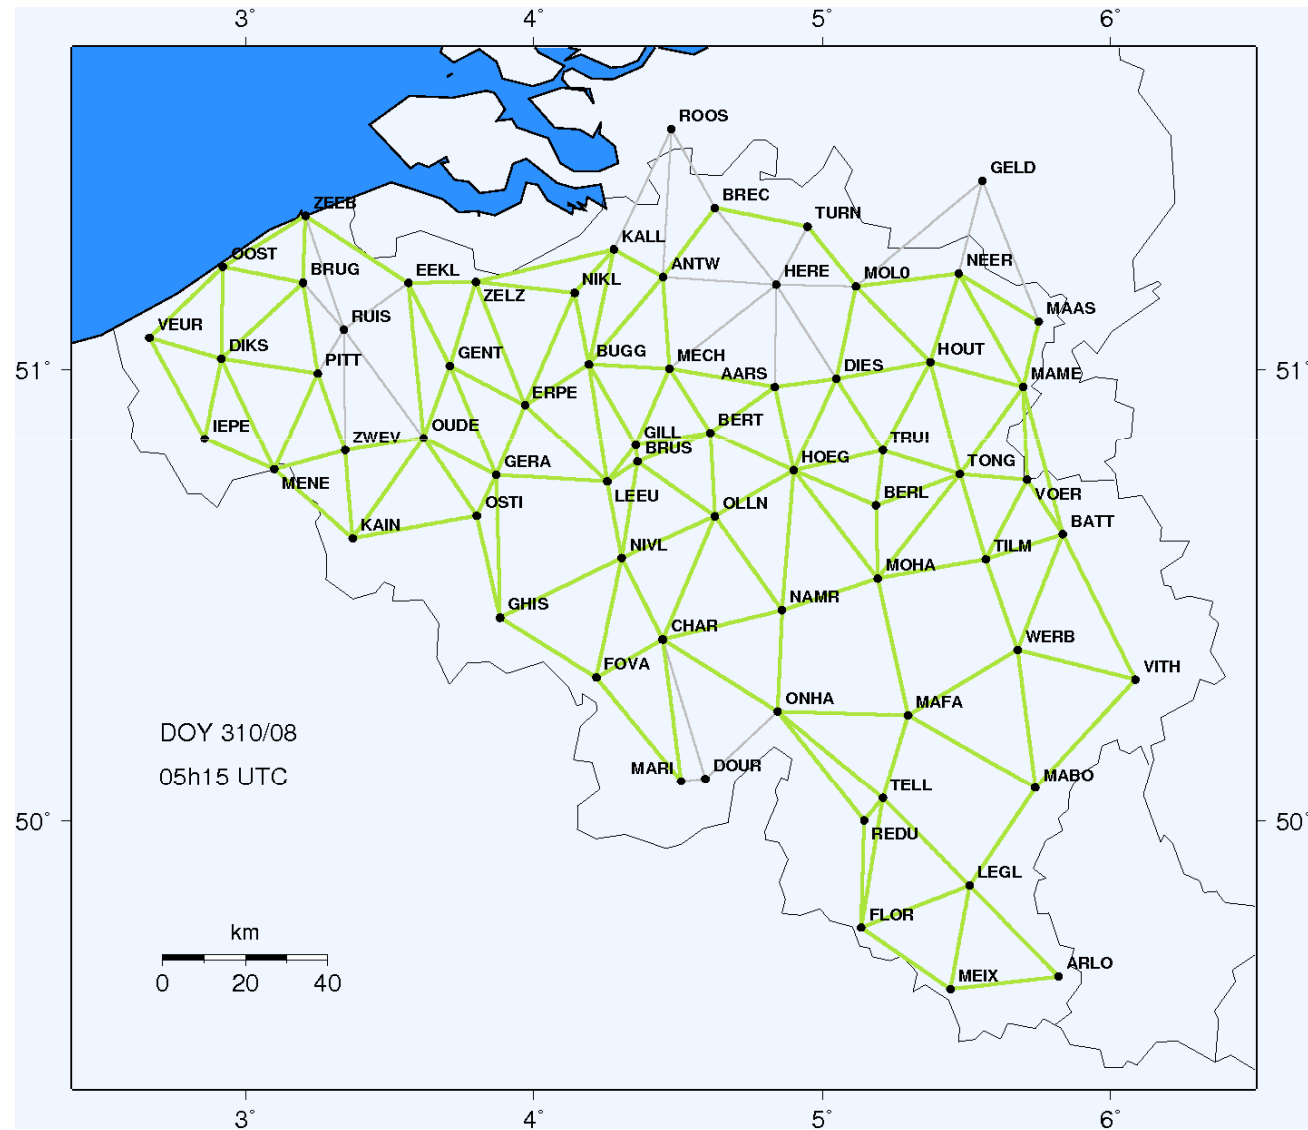 3° 4° 5° 6°
ROOS
GELD
BREC
ZEEB
TURN
KALL
OOST
ANTW
NEER
BRUG
EEKL
NIKL
HERE
MOL0
ZELZ
MAAS
RUIS
VEUR
DIKS
HOUT
PITT
GENT
BUGG
MECH
51°
51°
AARS
DIES
MAME
ERPE
IEPE
OUDE
BERT
ZWEV
GILL
TRUI
BRUS
HOEG
GERA
TONG
MENE
LEEU
BERL
VOER
OSTI
OLLN
KAIN
BATT
NIVL
TILM
MOHA
GHIS
NAMR
CHAR
WERB
FOVA
VITH
ONHA
MAFA
DOY 310/08
MARI
DOUR
05h15 UTC
MABO
TELL
50°
50°
REDU
LEGL
FLOR
km
ARLO
MEIX
0 20 40
3° 4° 5° 6°